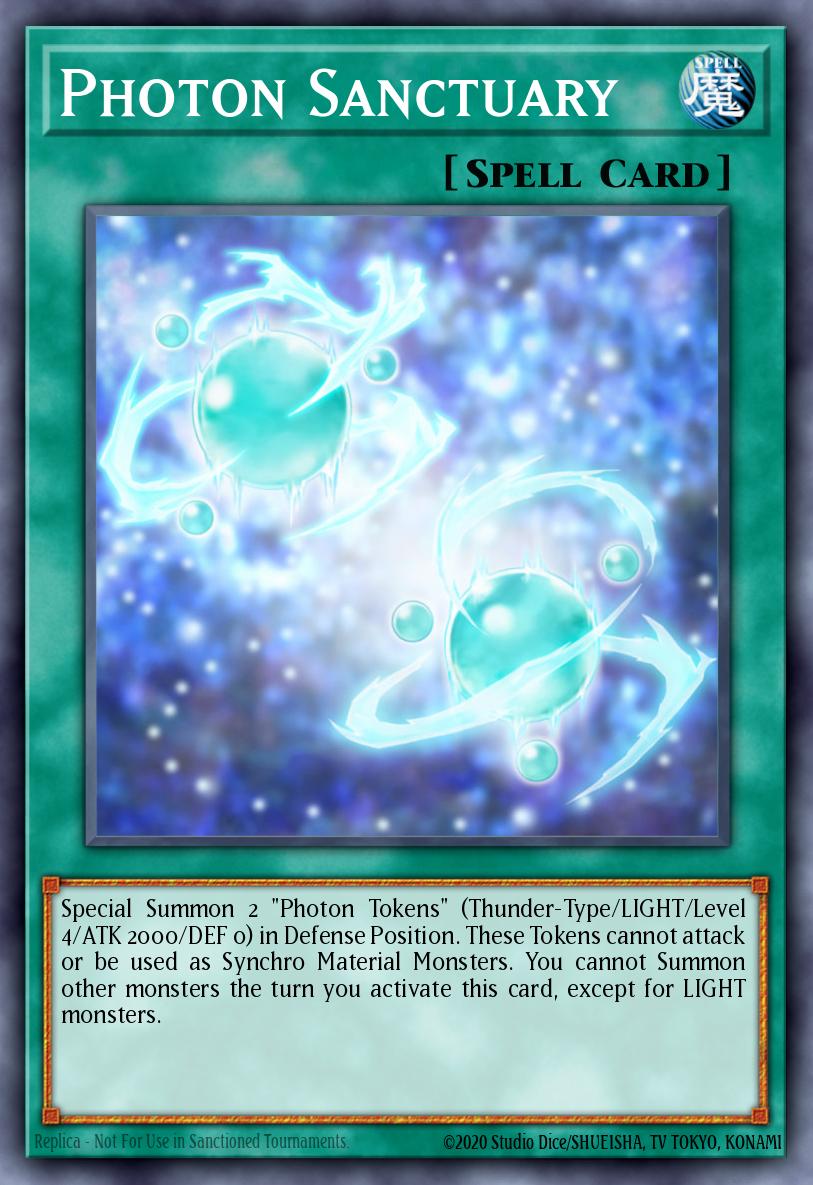 Photon Sanctuary
SPELL
魔
[ Spell Card ]
Special Summon 2 "Photon Tokens" (Thunder-Type/LIGHT/Level
4/ATK 2000/DEF 0) in Defense Position. These Tokens cannot attack
or be used as Synchro Material Monsters. You cannot Summon
other monsters the turn you activate this card, except for LIGHT
monsters.
Replica - Not For Use in Sanctioned Tournaments.
©2020 Studio Dice/SHUEISHA, TV TOKYO, KONAMI